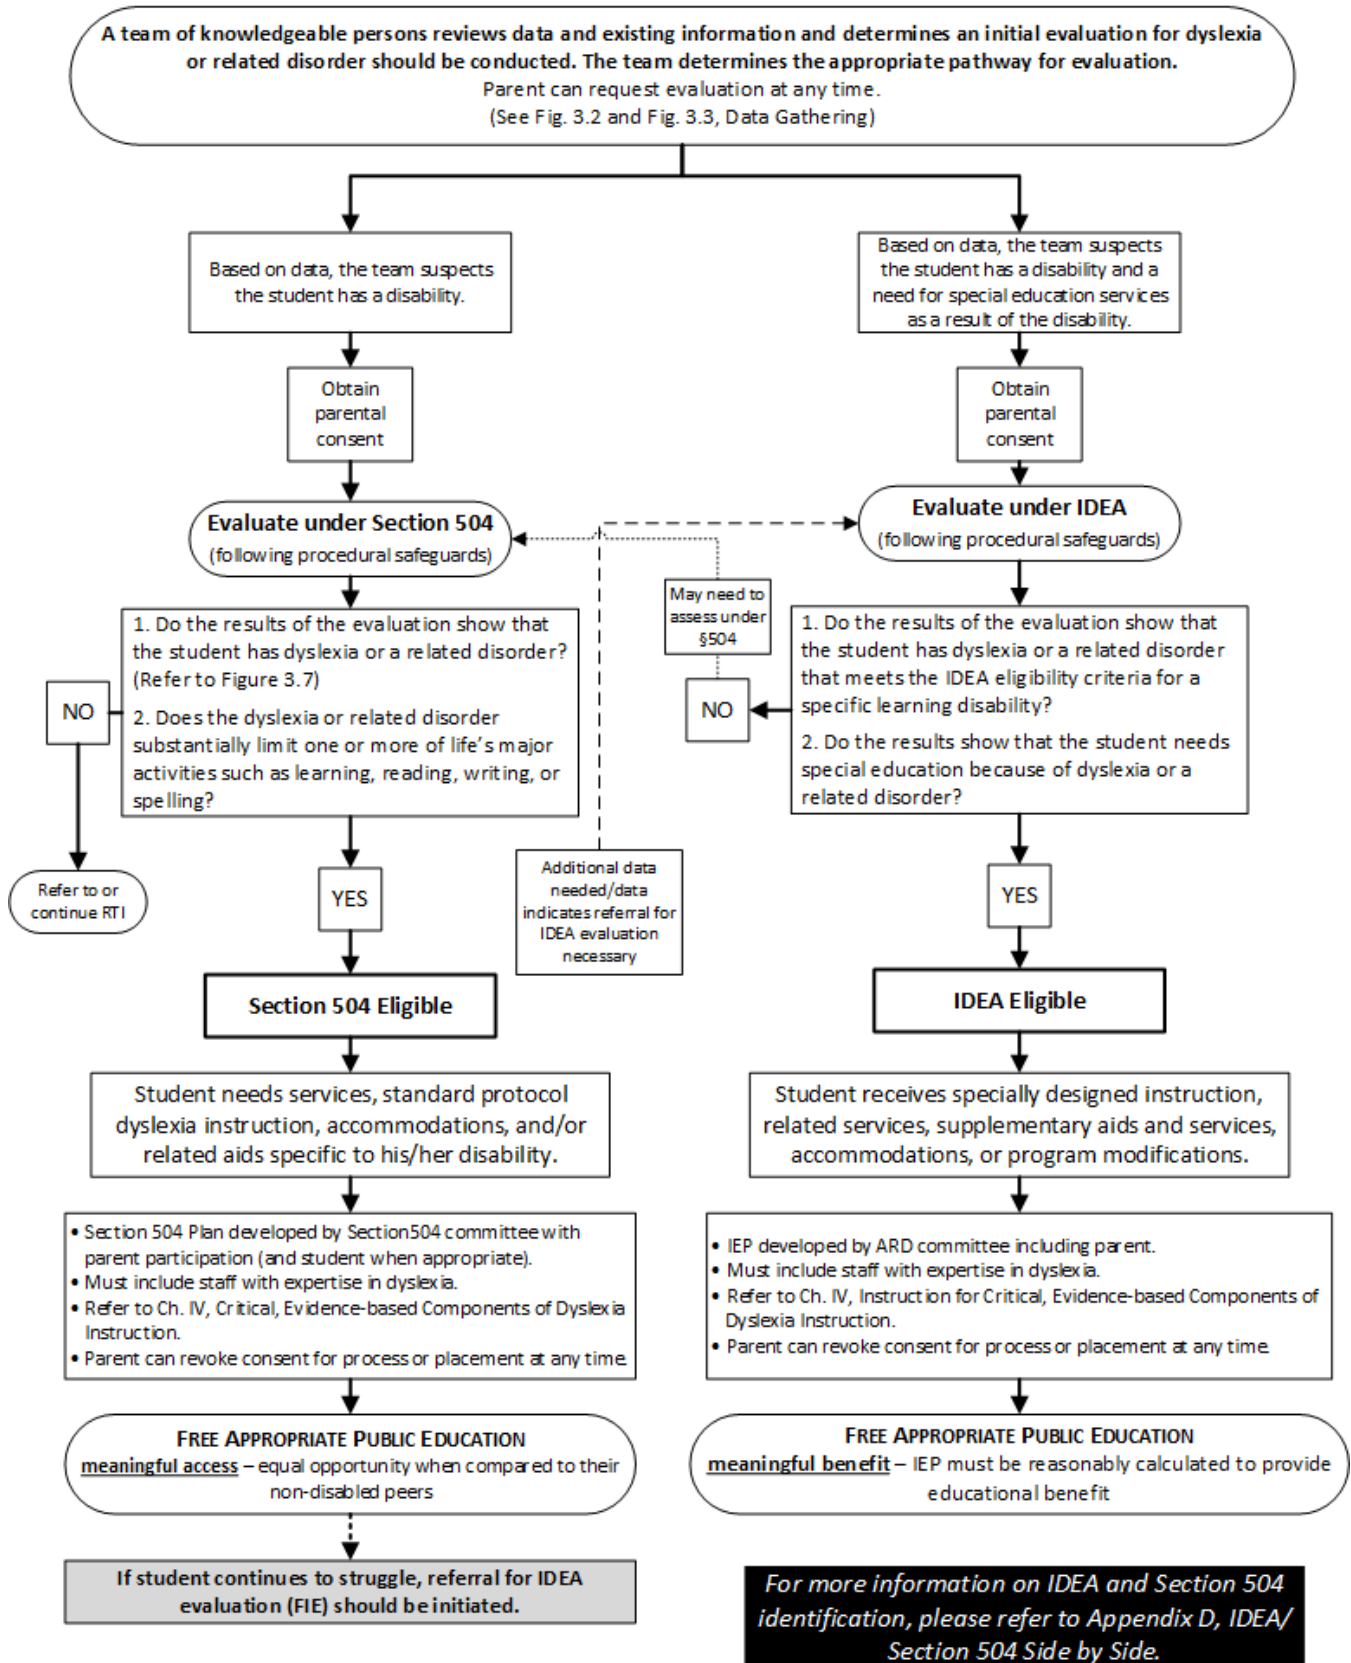 A team of knowledgeable persons reviews data and existing information and determines an initial evaluation for dyslexia
or related disorder should be conducted. The team determines the appropriate pathway for evaluation.
Parent can request evaluation at any time.
(See Fig. 3.2 and Fig. 3.3, Data Gathering)
Based on data, the team suspects
the student has a disability.
Based on data, the team suspects
the student has a disability and a
need for special education services
as a result of the disability.
Obtain
parental
consent
Obtain
parental
consent
Evaluate under Section 504
(following procedural safeguards)
Evaluate under IDEA
(following procedural safeguards)
May need to
assess under
§504
1. Do the results of the evaluation show that
the student has dyslexia or a related disorder?
(Refer to Figure 3.7)
2. Does the dyslexia or related disorder
substantially limit one or more of life's major
activities such as learning, reading, writing, or
spelling?
NO
1. Do the results of the evaluation show that
the student has dyslexia or a related disorder
that meets the IDEA eligibility criteria for a
specific learning disability?
2. Do the results show that the student needs
special education because of dyslexia or a
related disorder?
NO
Refer to or
continue RTI
YES
Additional data
needed/data
indicates referral for
IDEA evaluation
necessary
YES
Section 504 Eligible
IDEA Eligible
Student needs services, standard protocol
dyslexia instruction, accommodations, and/or
related aids specific to his/her disability.
Student receives specially designed instruction,
related services, supplementary aids and services,
accommodations, or program modifications.
• Section 504 Plan developed by Section504 committee with
parent participation (and student when appropriate).
• Must include staff with expertise in dyslexia.
• Refer to Ch. IV, Critical, Evidence-based Components of Dyslexia
Instruction.
• Parent can revoke consent for process or placement at any time.
• IEP developed by ARD committee including parent.
• Must include staff with expertise in dyslexia.
• Refer to Ch. IV, Instruction for Critical, Evidence-based Components of
Dyslexia Instruction.
• Parent can revoke consent for process or placement at any time.
FREE APPROPRIATE PUBLIC EDUCATION
meaningful access – equal opportunity when compared to their
non-disabled peers
FREE APPROPRIATE PUBLIC EDUCATION
meaningful benefit – IEP must be reasonably calculated to provide
educational benefit
If student continues to struggle, referral for IDEA
evaluation (FIE) should be initiated.
For more information on IDEA and Section 504
identification, please refer to Appendix D, IDEA/
Section 504 Side by Side.